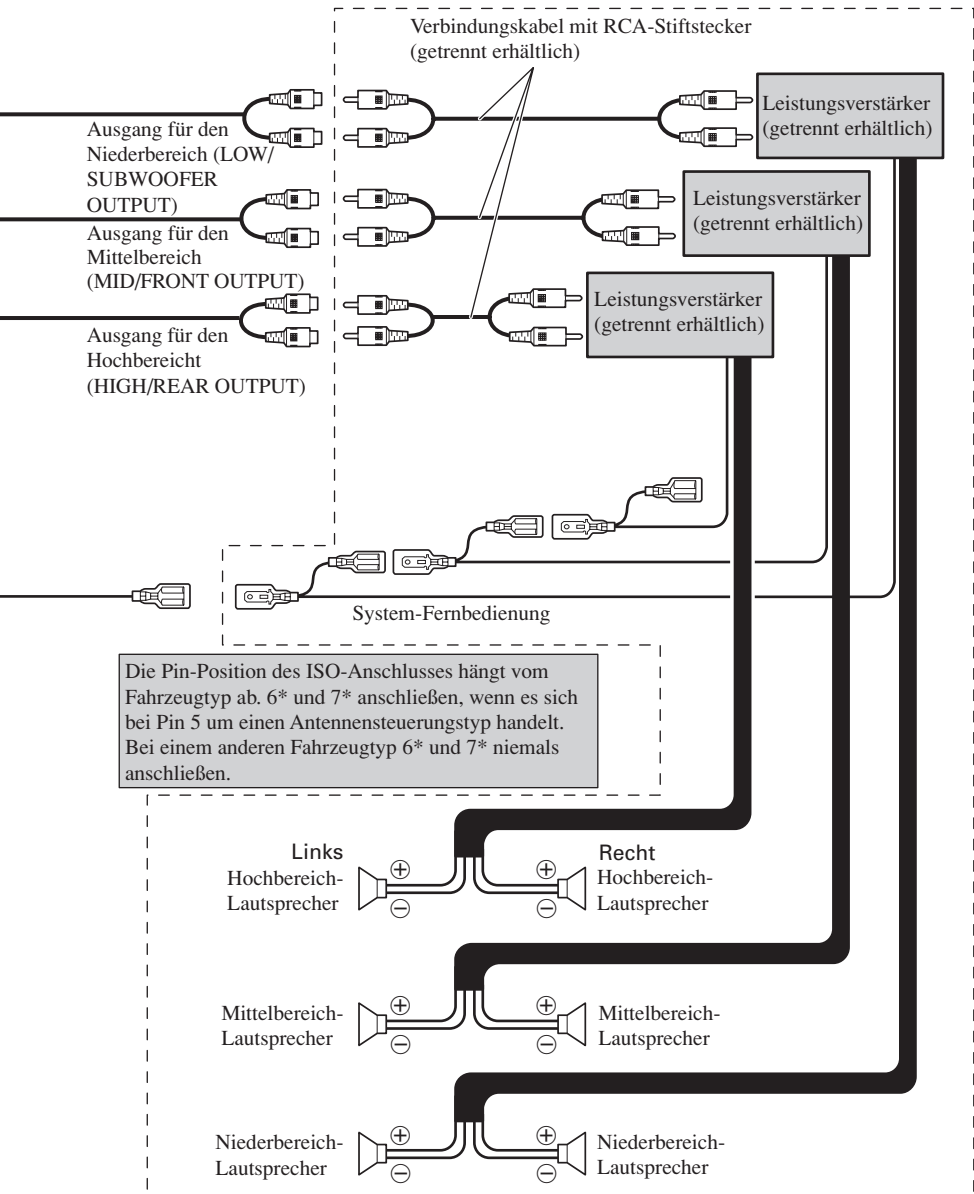 Verbindungskabel mit RCA-Stiftstecker
(getrennt erhältlich)
Leistungsverstärker
(getrennt erhältlich)
Ausgang für den
Niederbereich (LOW/
SUBWOOFER
OUTPUT)
Leistungsverstärker
(getrennt erhältlich)
Ausgang für den
Mittelbereich
(MID/FRONT OUTPUT)
Leistungsverstärker
(getrennt erhältlich)
Ausgang für den
Hochbereicht
(HIGH/REAR OUTPUT)
System-Fernbedienung
Die Pin-Position des ISO-Anschlusses hängt vom
Fahrzeugtyp ab. 6* und 7* anschließen, wenn es sich
bei Pin 5 um einen Antennensteuerungstyp handelt.
Bei einem anderen Fahrzeugtyp 6* und 7* niemals
anschließen.
Links
Hochbereich-
Lautsprecher
⊕
⊖
⊕
⊖
Recht
Hochbereich-
Lautsprecher
Mittelbereich-
Lautsprecher
⊕
⊖
⊕
⊖
Mittelbereich-
Lautsprecher
Niederbereich-
Lautsprecher
⊕
⊖
⊕
⊖
Niederbereich-
Lautsprecher